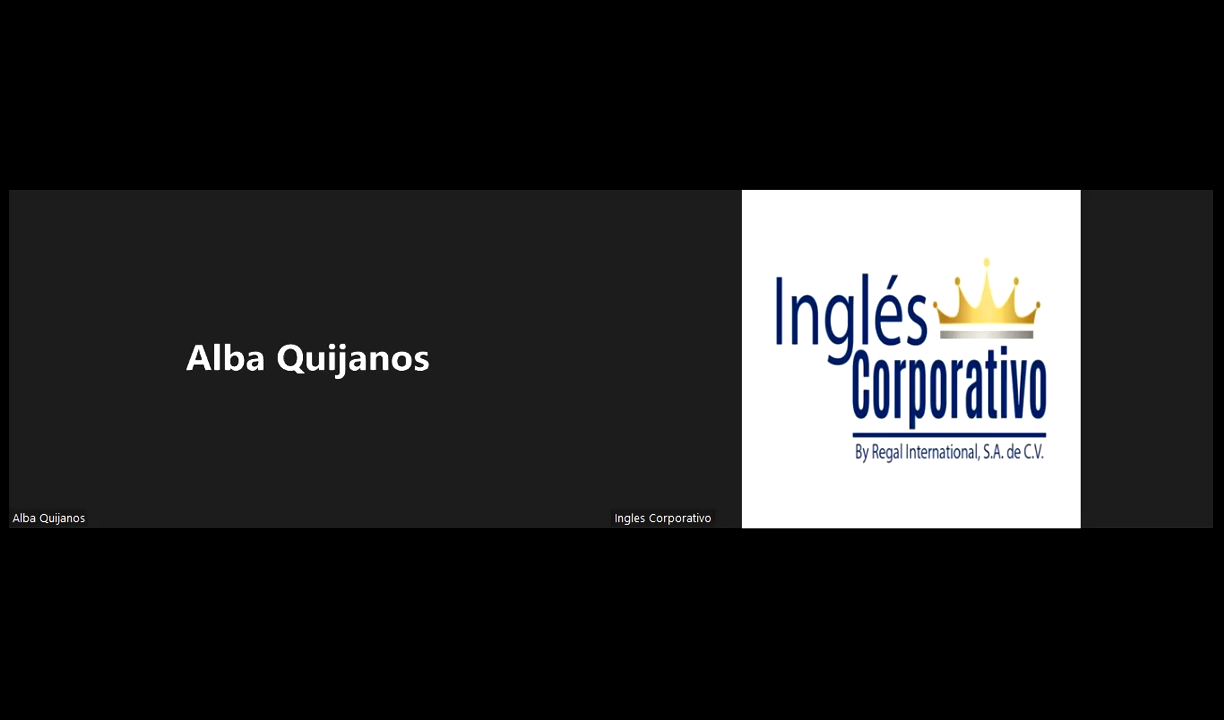 Alba Quijanos
Alba Quijanos
Inglés
Corporativo
By Regal International, S.A. de C.V.
Ingles Corporativo